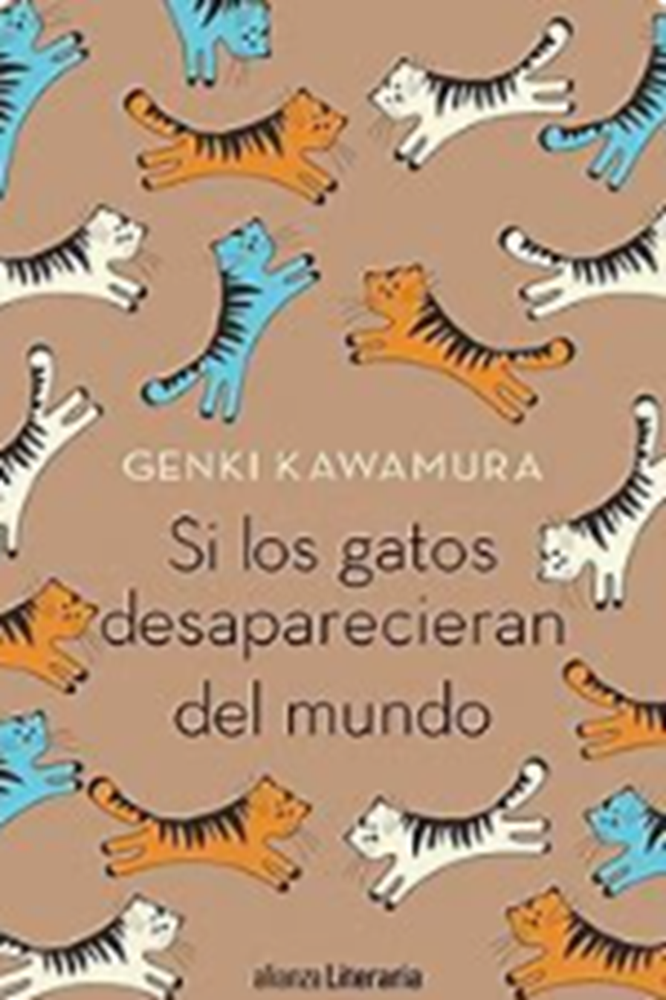 GENKI KAWAMURA
Si los gatos
desaparecieran
del mundo
alianza Literaria